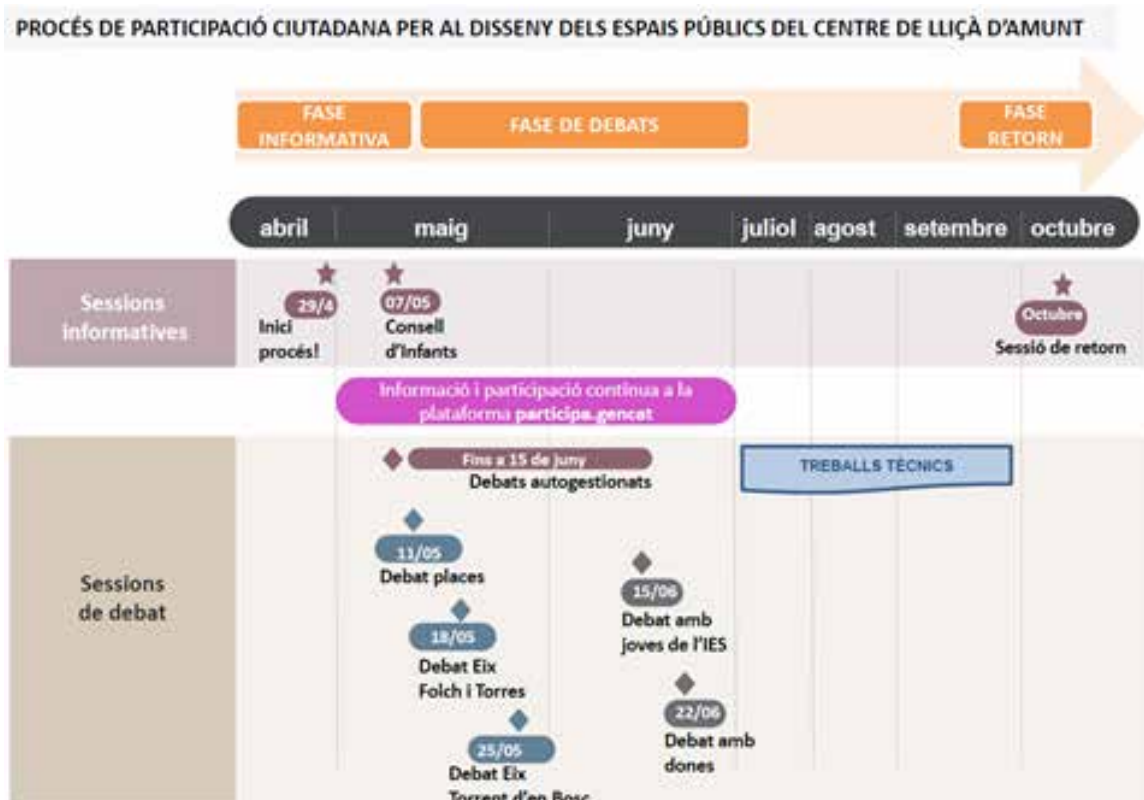 PROCÉS DE PARTICIPACIÓ CIUTADANA PER AL DISSENY DELS ESPAIS PÚBLICS DEL CENTRE DE LLIÇÀ D'AMUNT
FASE
INFORMATIVA
FASE DE DEBATS
FASE
RETORN
abril
maig
juny
juliol
agost
setembre
octubre
Sessions
informatives
29/4
Inici
procés!
07/05
Consell
d'Infants
Octubre
Sessió de retorn
Informació i participació contínua a la
plataforma participa.gencat
Sessions
de debat
Fins a 15 de juny
Debats autogestionats
TREBALLS TÈCNICS
11/05
Debat places
18/05
Debat Eix
Folch i Torres
25/05
Debat Eix
Torrent d'en Bosc
15/06
Debat amb
joves de l'IES
22/06
Debat amb
dones